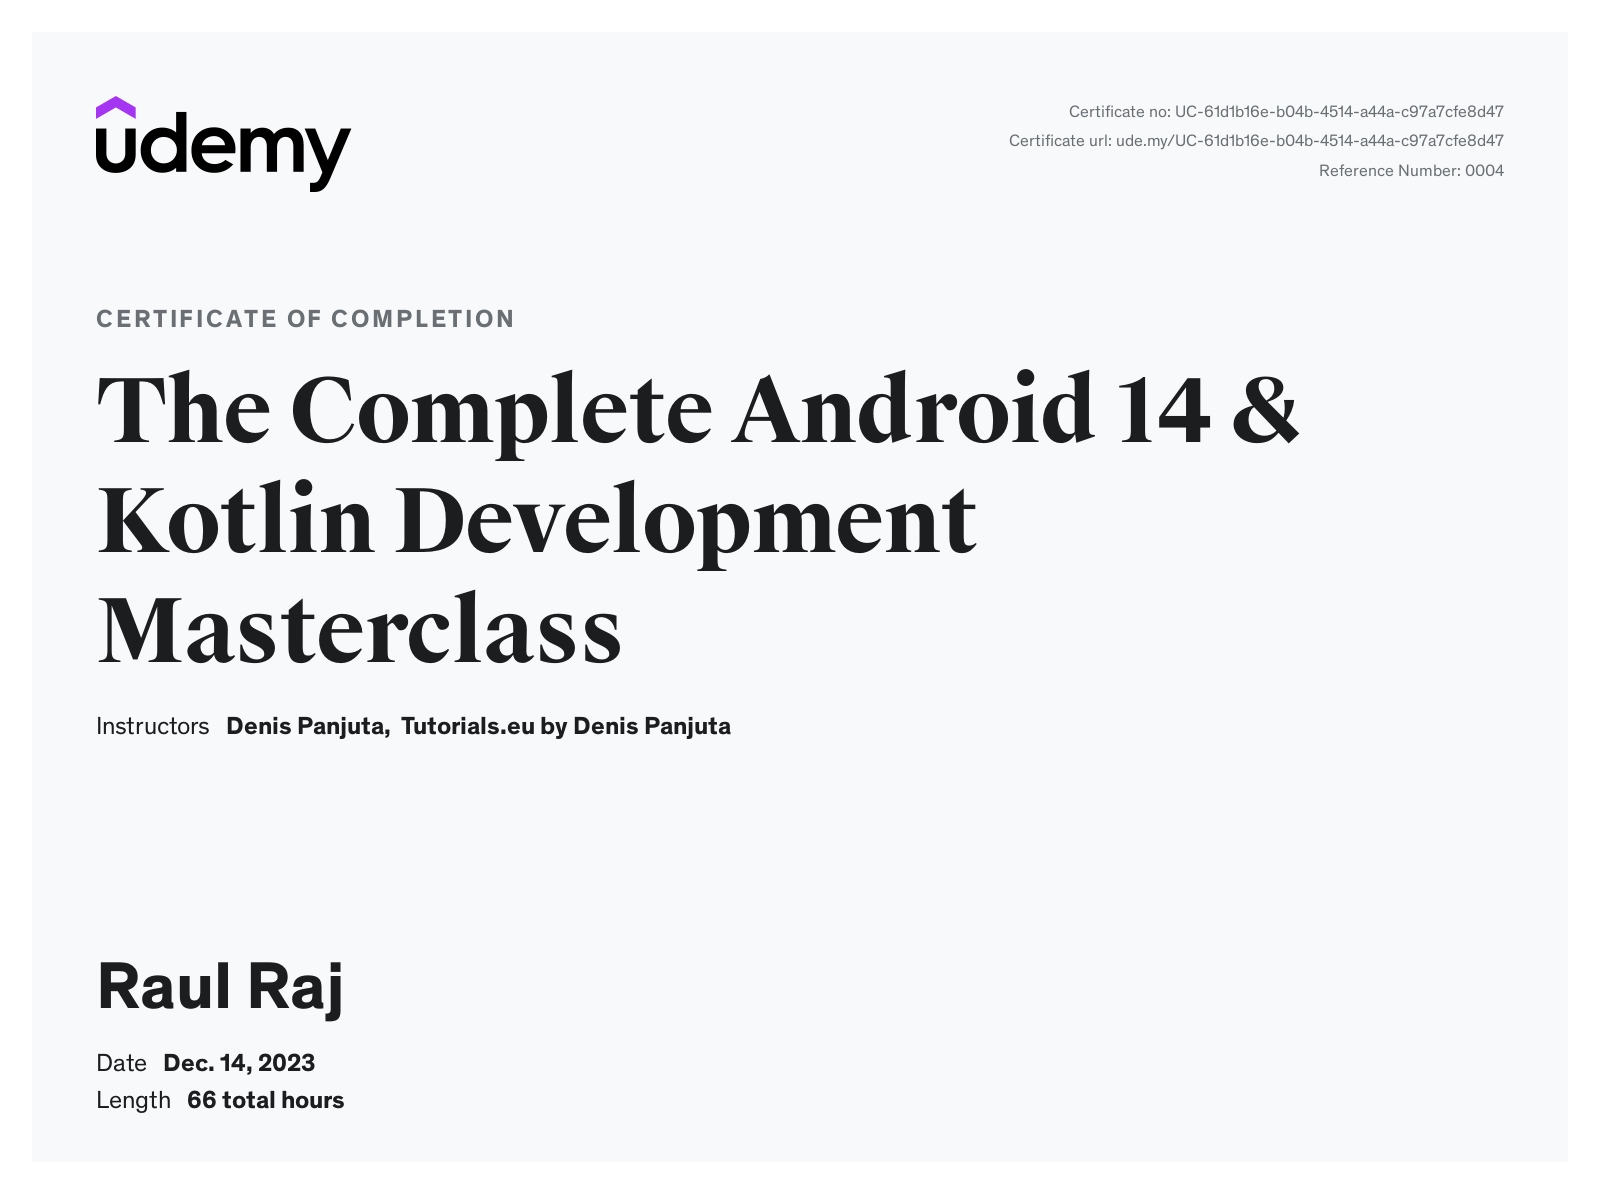 udemy
Certificate no: UC-61d1b16e-b04b-4514-a44a-c97a7cfe8d47
Certificate url: ude.my/UC-61d1b16e-b04b-4514-a44a-c97a7cfe8d47
Reference Number: 0004
CERTIFICATE OF COMPLETION
The Complete Android 14 &
Kotlin Development
Masterclass
Instructors Denis Panjuta, Tutorials.eu by Denis Panjuta
Raul Raj
Date Dec. 14, 2023
Length 66 total hours